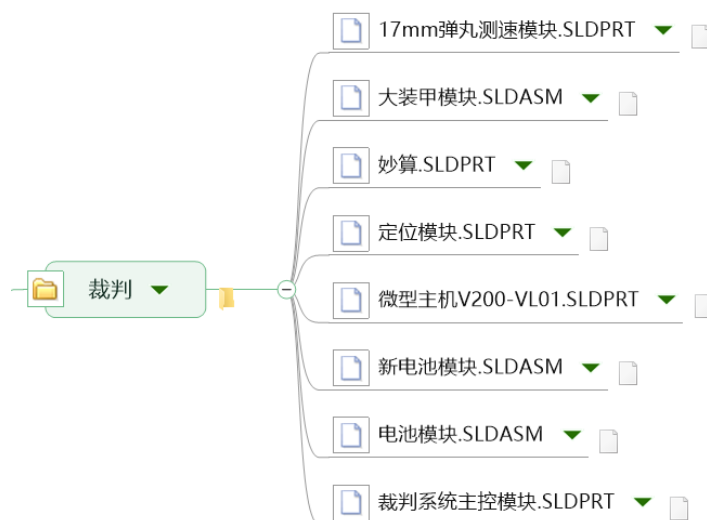 17mm弹丸测速模块.SLDPRT
大装甲模块.SLDASM
妙算.SLDPRT
定位模块.SLDPRT
裁判
微型主机V200-VL01.SLDPRT
新电池模块.SLDASM
电池模块.SLDASM
裁判系统主控模块.SLDPRT